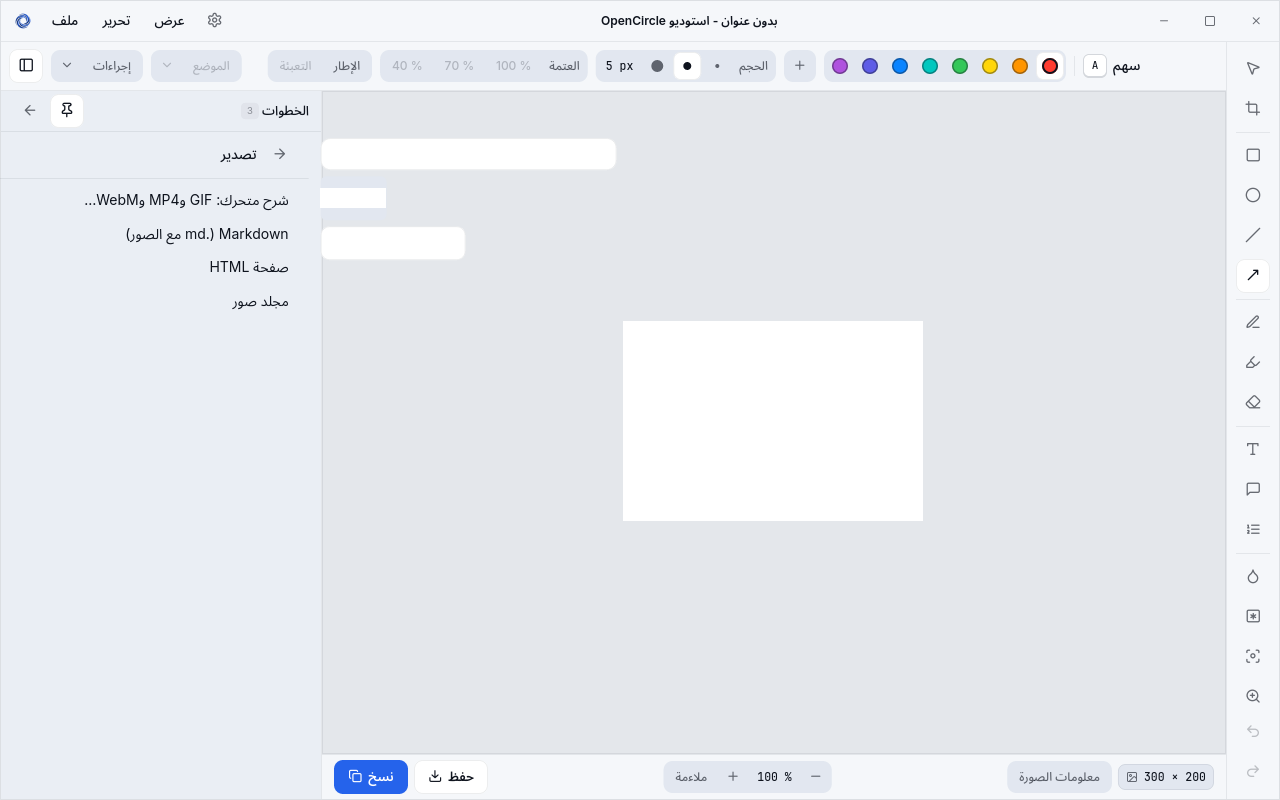 ملف
تحرير
عرض
بدون عنوان - استوديو OpenCircle
سهم
A
الحجم
5 px
العتمة
100 %
70 %
40 %
الإطار
التعبئة
الموضع
إجراءات
الخطوات 3
تصدير
شرح متحرك: GIF وMP4 وWebM...
Markdown (.md مع الصور)
صفحة HTML
مجلد صور
300 × 200
معلومات الصورة
100 %
ملاءمة
حفظ
نسخ